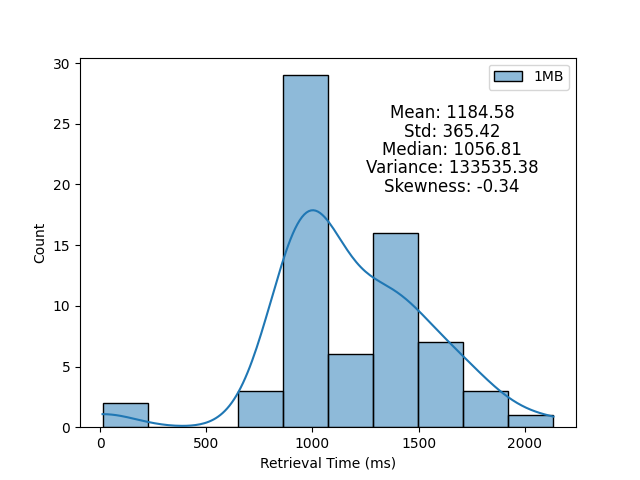 30
25
20
15
10
5
0
Count
1MB
Mean: 1184.58
Std: 365.42
Median: 1056.81
Variance: 133535.38
Skewness: -0.34
0 500 1000 1500 2000
Retrieval Time (ms)